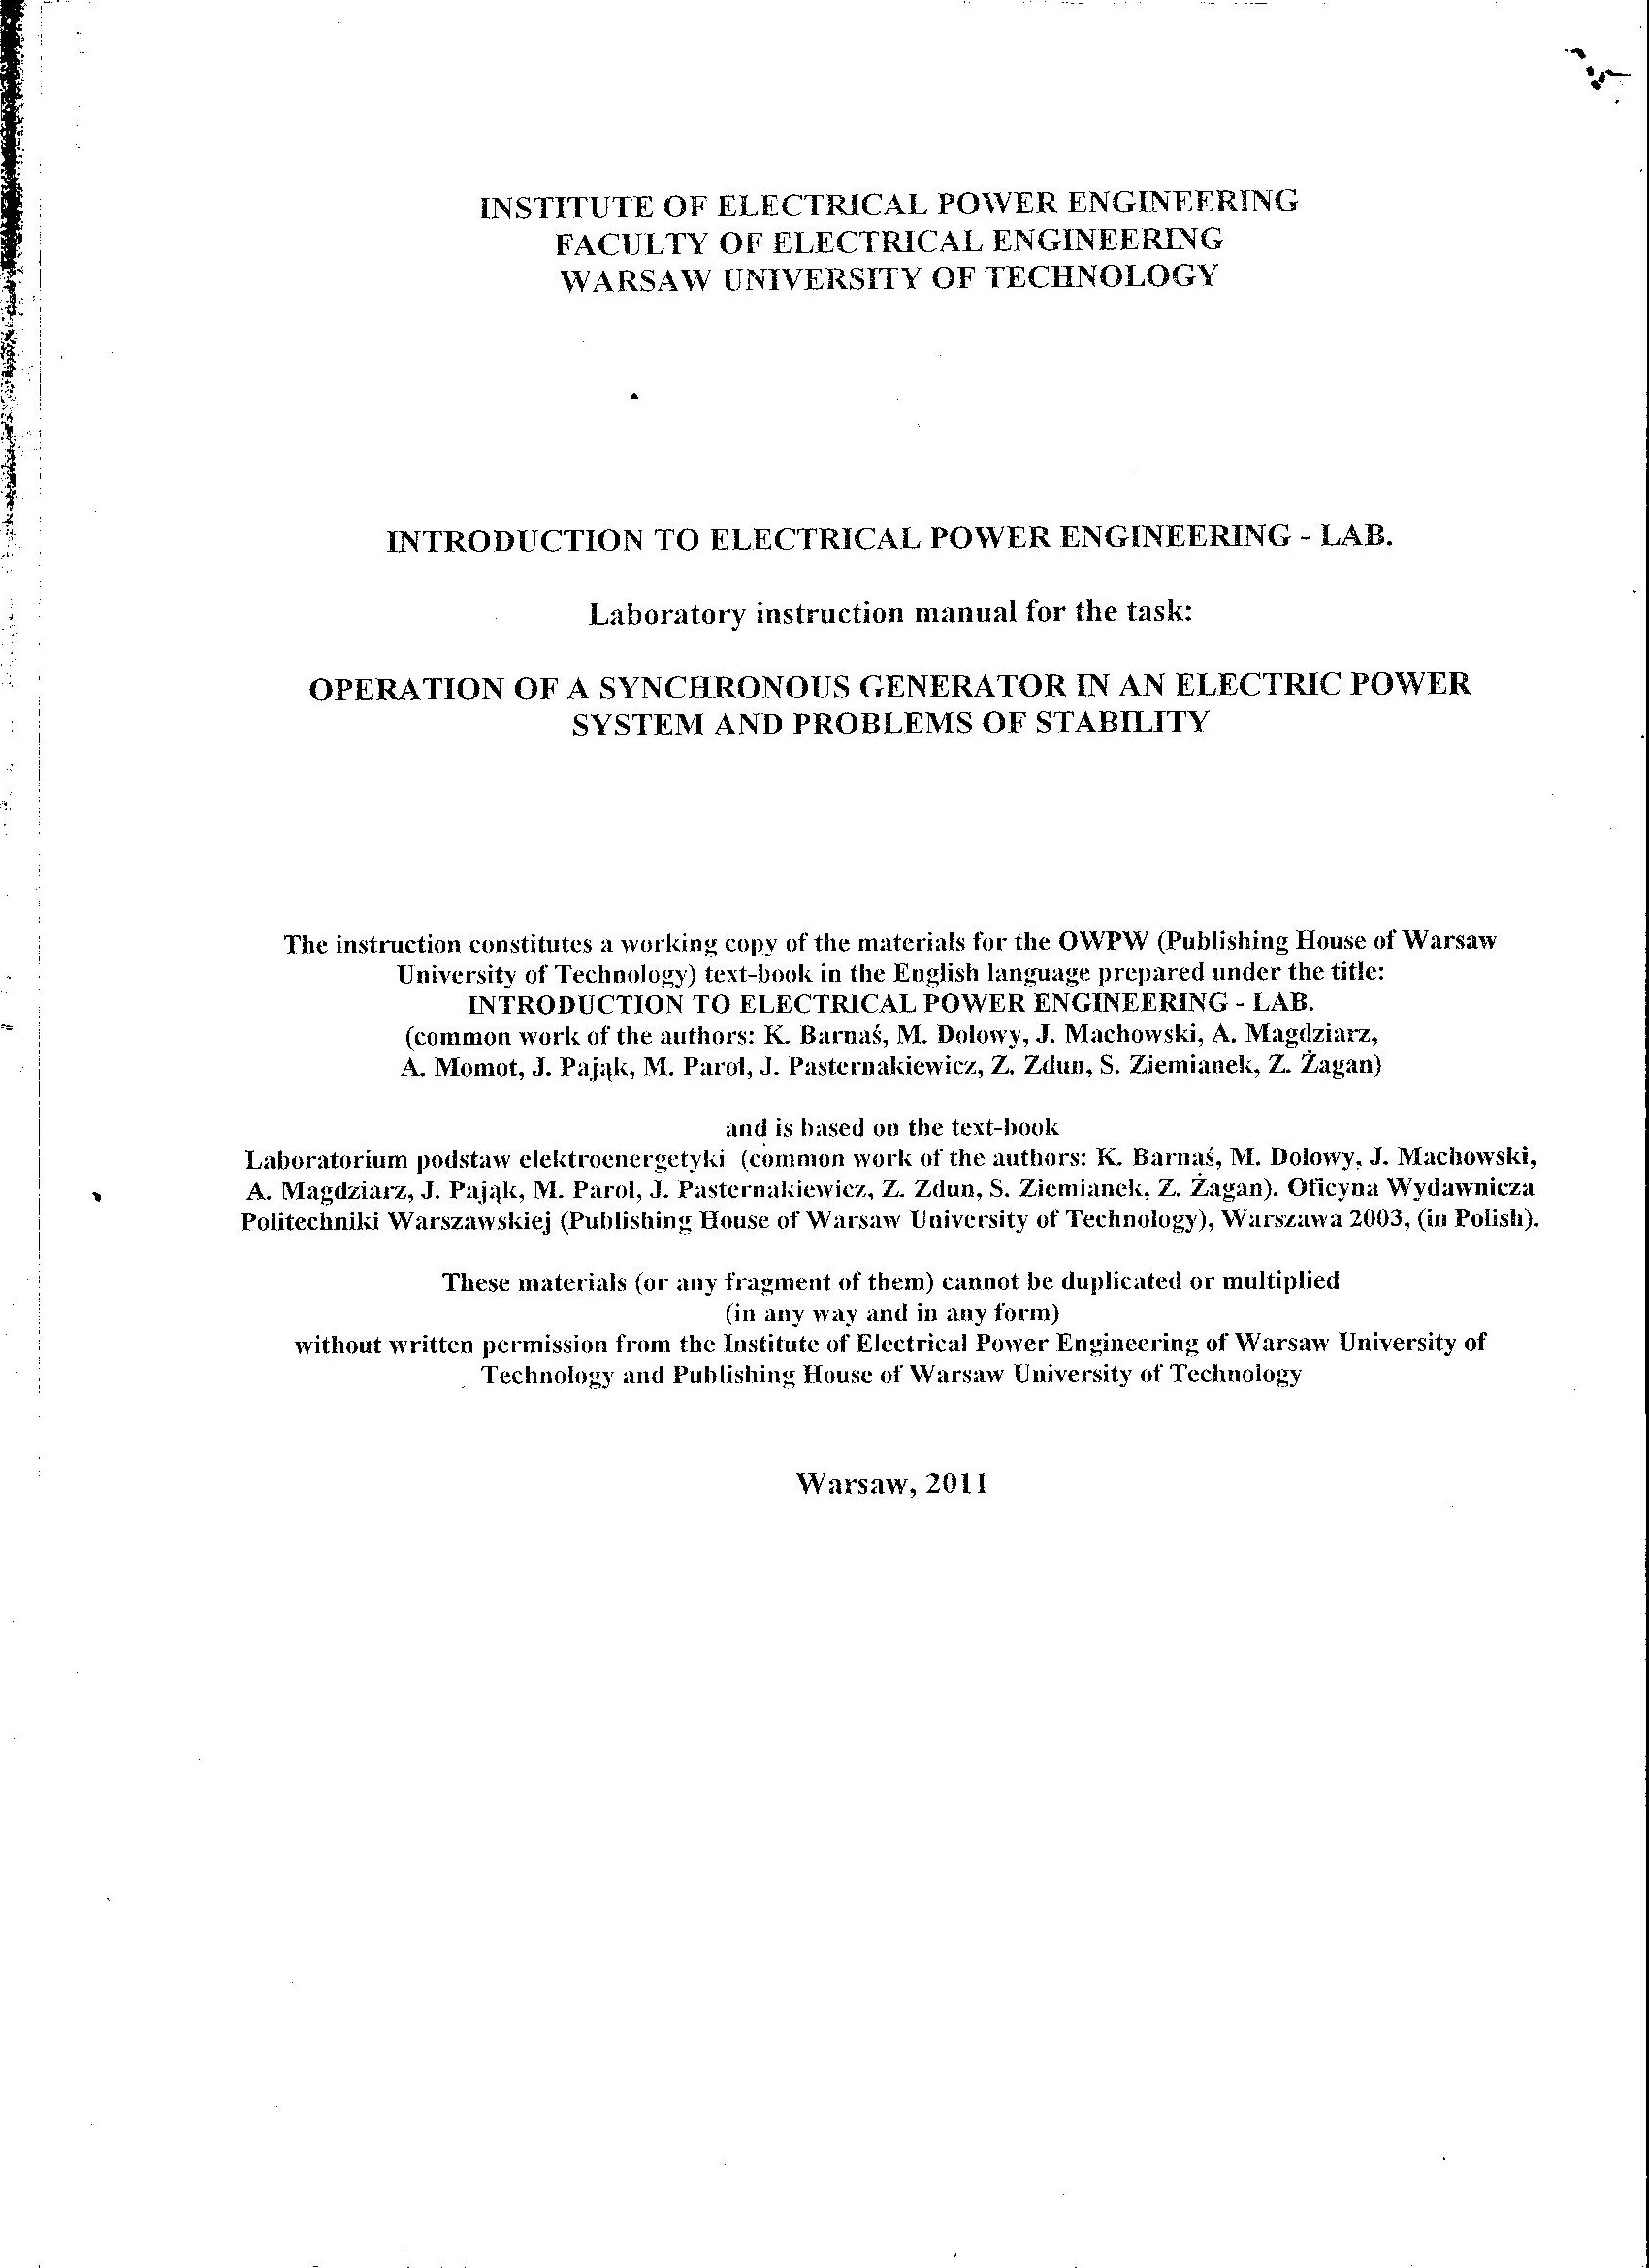 INSTITUTE OF ELECTRICAL POWER ENGINEERING
FACULTY OF ELECTRICAL ENGINEERING
WARSAW UNIVERSITY OF TECHNOLOGY
INTRODUCTION TO ELECTRICAL POWER ENGINEERING - LAB.
Laboratory instruction manual for the task:
OPERATION OF A SYNCHRONOUS GENERATOR IN AN ELECTRIC POWER
SYSTEM AND PROBLEMS OF STABILITY
The instruction constitutes a working copy of the materials for the OWPW (Publishing House of Warsaw
University of Technology) text-book in the English language prepared under the title:
INTRODUCTION TO ELECTRICAL POWER ENGINEERING - LAB.
(common work of the authors: K. Barnaś, M. Dolowy, J. Machowski, A. Magdziarz,
A. Momot, J. Pająk, M. Parol, J. Pasternakiewicz, Z. Zdun, S. Ziemianek, Z. Żagan)
and is based on the text-book
Laboratorium podstaw elektroenergetyki (common work of the authors: K. Barnaś, M. Dolowy, J. Machowski,
A. Magdziarz, J. Pająk, M. Parol, J. Pasternakiewicz, Z. Zdun, S. Ziemianek, Z. Żagan). Oficyna Wydawnicza
Politechniki Warszawskiej (Publishing House of Warsaw University of Technology), Warszawa 2003, (in Polish).
These materials (or any fragment of them) cannot be duplicated or multiplied
(in any way and in any form)
without written permission from the Institute of Electrical Power Engineering of Warsaw University of
Technology and Publishing House of Warsaw University of Technology
Warsaw, 2011